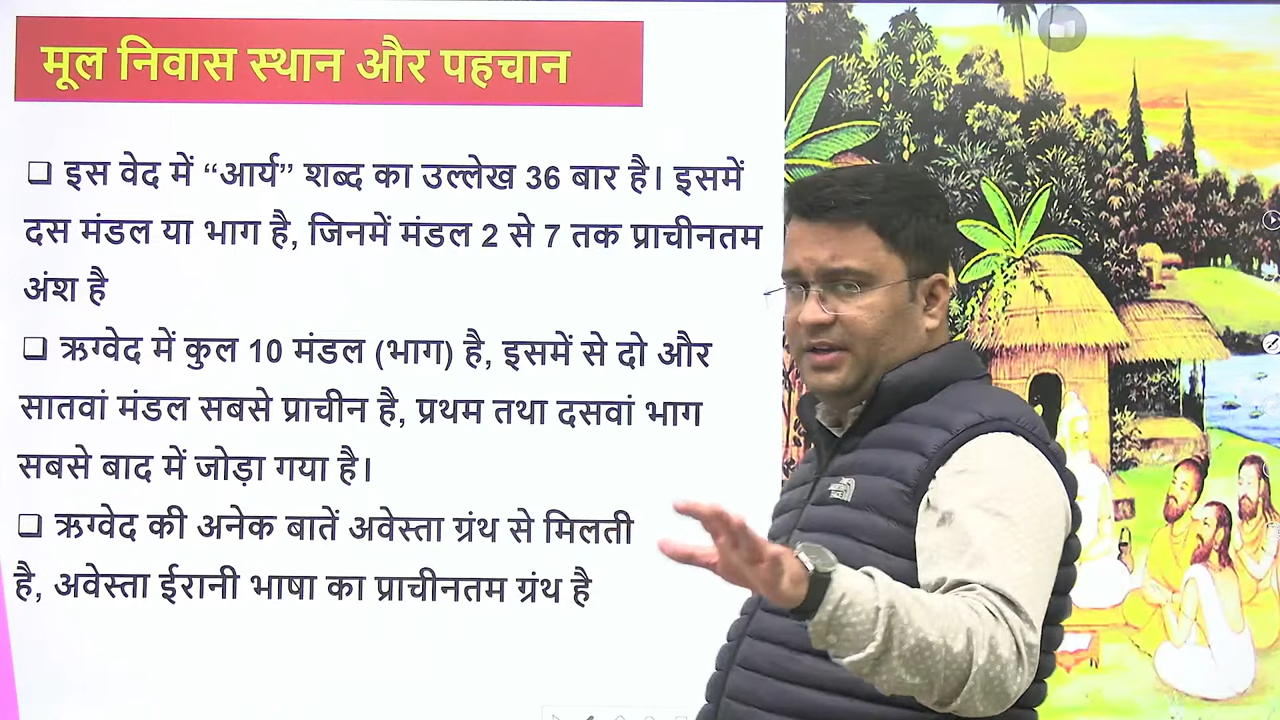 मूल निवास स्थान और पहचान
❑ इस वेद में “आर्य” शब्द का उल्लेख 36 बार है। इसमें
दस मंडल या भाग है, जिनमें मंडल 2 से 7 तक प्राचीनतम
अंश है
❑ ऋग्वेद में कुल 10 मंडल (भाग) है, इसमें से दो और
सातवां मंडल सबसे प्राचीन है, प्रथम तथा दसवां भाग
सबसे बाद में जोड़ा गया है।
❑ ऋग्वेद की अनेक बातें अवेस्ता ग्रंथ से मिलती
है, अवेस्ता ईरानी भाषा का प्राचीनतम ग्रंथ है